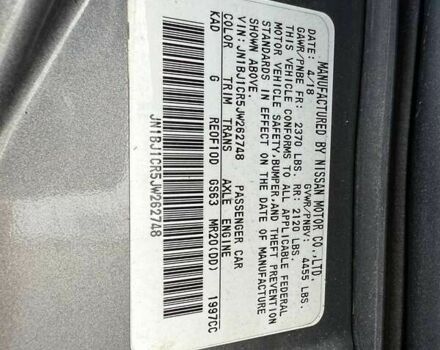 MANUFACTURED BY NISSAN MOTOR CO.,LTD.
DATE: 4/18 GVWR/PNBV: 4455 LBS.
GAWR/PNBE FR: 2370 LBS. RR: 2120 LBS.
THIS VEHICLE CONFORMS TO ALL APPLICABLE FEDERAL
MOTOR VEHICLE SAFETY,BUMPER,AND THEFT PREVENTION
STANDARDS IN EFFECT ON THE DATE OF MANUFACTURE
SHOWN ABOVE.
VIN: JN1BJ1CR5JW262748 PASSENGER CAR
COLOR TRIM TRANS AXLE ENGINE
KAD G RE0F10D GS63 MR20(DD) 1997CC
JN1BJ1CR5JW262748